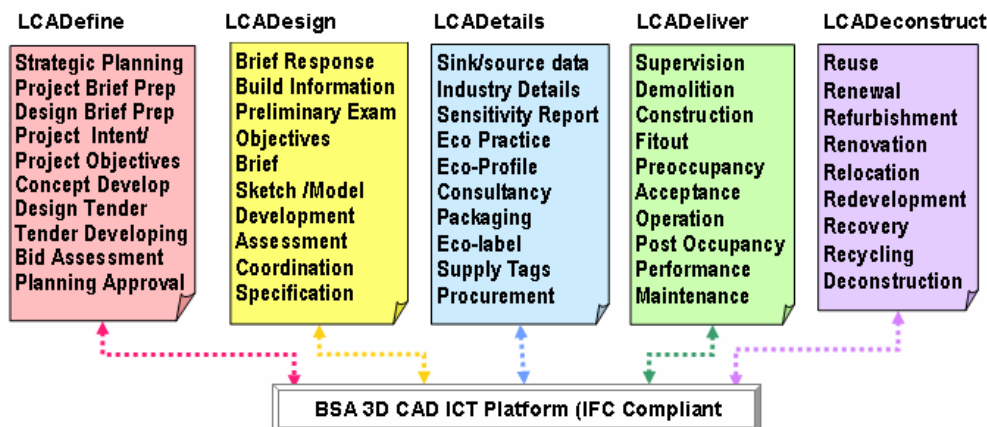 LCADefine
Strategic Planning
Project Brief Prep
Design Brief Prep
Project Intent/
Project Objectives
Concept Develop
Design Tender
Tender Developing
Bid Assessment
Planning Approval
LCADesign
Brief Response
Build Information
Preliminary Exam
Objectives
Brief
Sketch /Model
Development
Assessment
Coordination
Specification
LCADetails
Sink/source data
Industry Details
Sensitivity Report
Eco Practice
Eco-Profile
Consultancy
Packaging
Eco-label
Supply Tags
Procurement
LCADeliver
Supervision
Demolition
Construction
Fitout
Preoccupancy
Acceptance
Operation
Post Occupancy
Performance
Maintenance
LCADeconstruct
Reuse
Renewal
Refurbishment
Renovation
Relocation
Redevelopment
Recovery
Recycling
Deconstruction
BSA 3D CAD ICT Platform (IFC Compliant